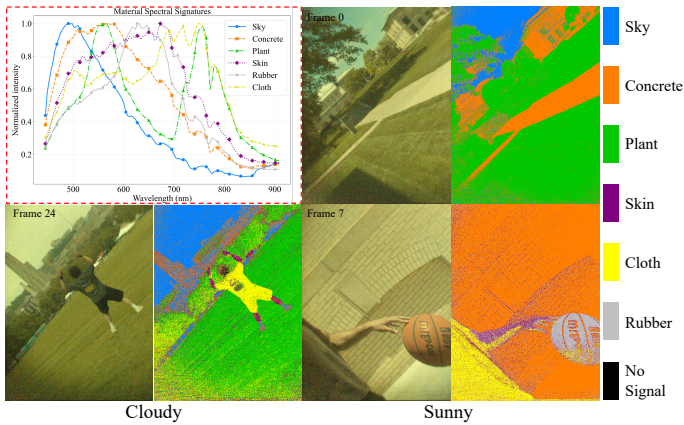 Material Spectral Signatures
Normalized intensity
1.0
0.8
0.6
0.4
0.2
500
600
700
800
900
Wavelength (nm)
Sky
Concrete
Plant
Skin
Rubber
Cloth
Frame 0
Frame 24
Frame 7
Cloudy
Sunny
Sky
Concrete
Plant
Skin
Cloth
Rubber
No
Signal